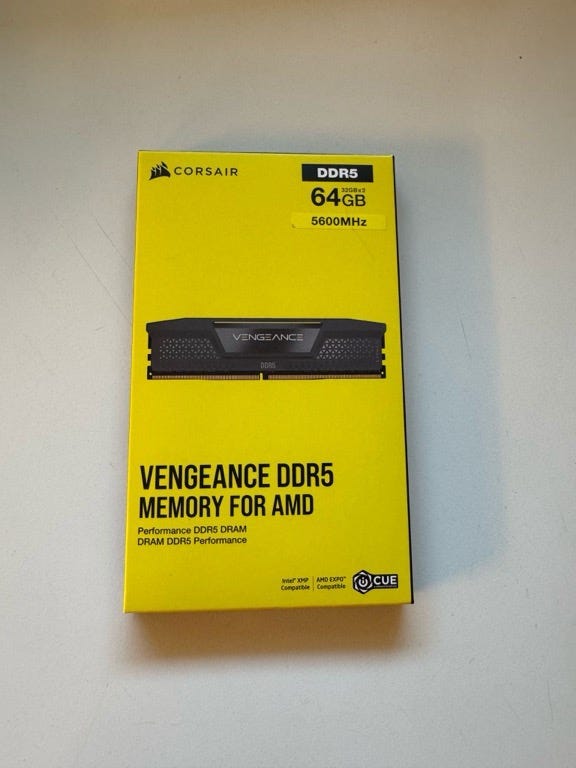 CORSAIR
DDR5
32GBx2
64GB
5600MHz
VENGEANCE
DDR5
VENGEANCE DDR5
MEMORY FOR AMD
Performance DDR5 DRAM
DRAM DDR5 Performance
Intel® XMP
Compatible
AMD EXPO™
Compatible
iCUE